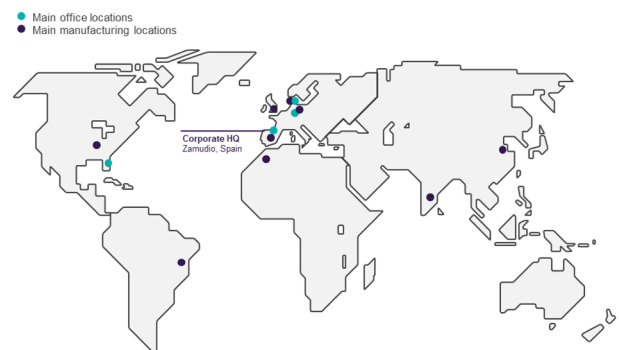 Main office locations
Main manufacturing locations
Corporate HQ
Zamudio, Spain